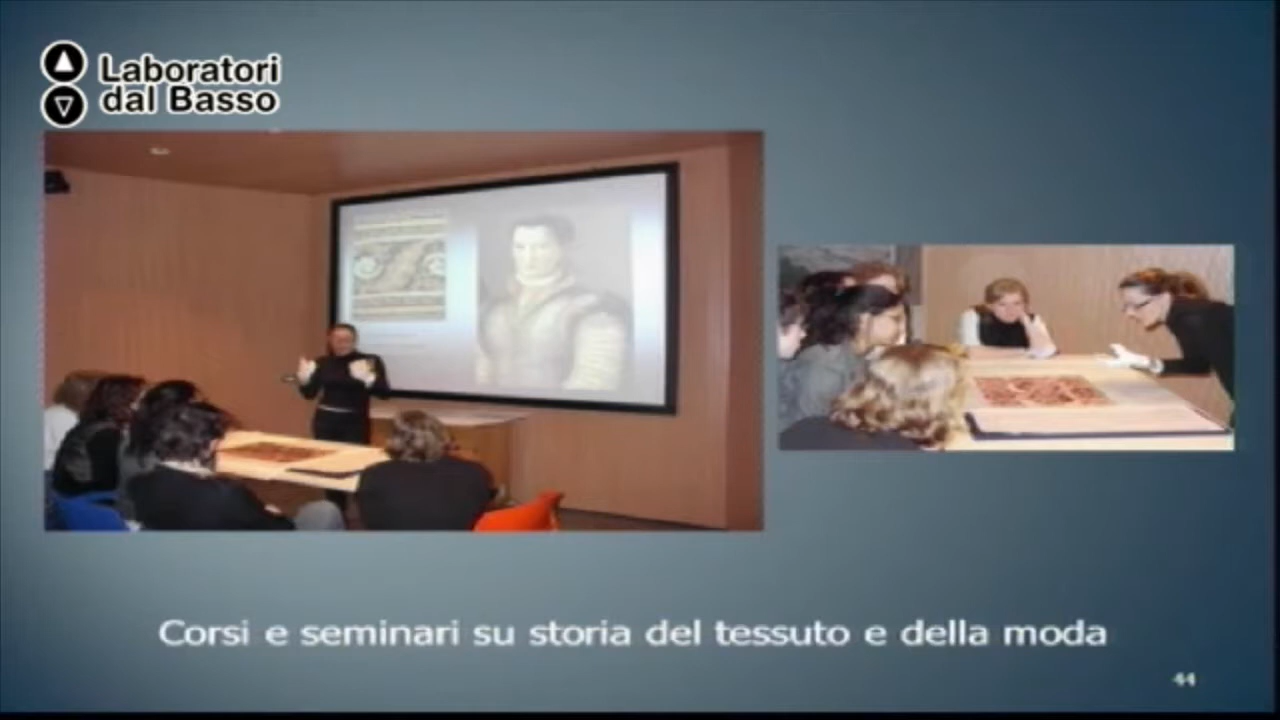 Laboratori
dal Basso
Corsi e seminari su storia del tessuto e della moda
44